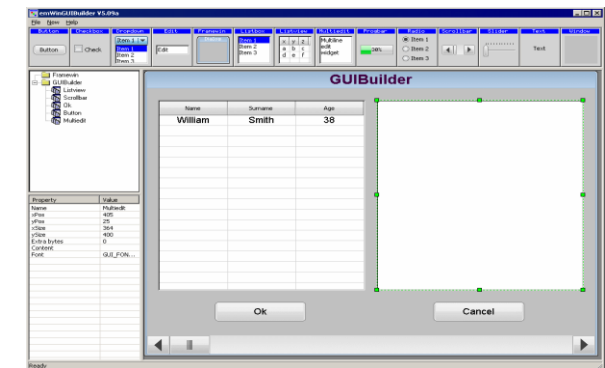 emWinGUIBuilder V5.09a
File New Help
Button Checkbox Dropdown Edit Framewin Listbox Listview Multiedit Progbar Radio Scrollbar Slider Text Window
Button Check Item 1 Item 1 Item 2 Item 3 Edit Button Item 1 Item 2 Item 3 x y z a b c d e f Multiline edit widget 30% Item 1 Item 2 Item 3 Text
Framewin
GUIBuilder
Listview
Scrollbar
Ok
Button
Multiedit
Property Value
Name Multiedit
xPos 405
yPos 25
xSize 364
ySize 400
Extra bytes 0
Content
Font GUI_FON...
GUIBuilder
Name Surname Age
William Smith 38
Ok Cancel
Ready